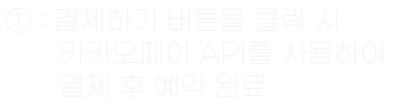 ① : 결제하기 버튼을 클릭 시
카카오페이 API를 사용하여
결제 후 예약 완료